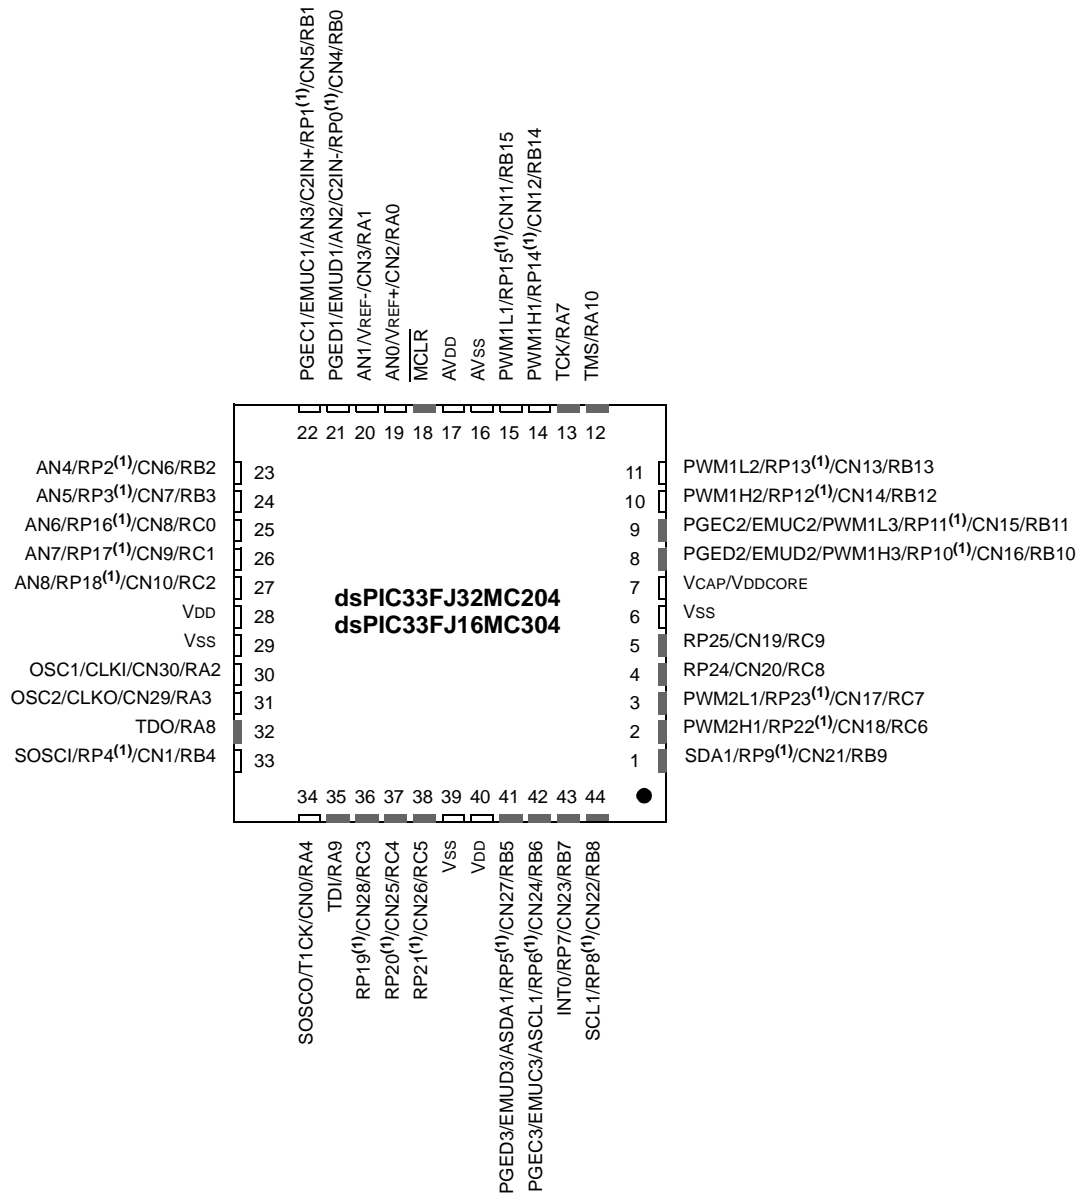 PGEC1/EMUC1/AN3/C2IN+/RP1(1)/CN5/RB1
PGED1/EMUD1/AN2/C2IN-/RP0(1)/CN4/RB0
AN1/VREF-/CN3/RA1
AN0/VREF+/CN2/RA0
MCLR
AVDD
AVSS
PWM1L1/RP15(1)/CN11/RB15
PWM1H1/RP14(1)/CN12/RB14
TCK/RA7
TMS/RA10
22 21 20 19 18 17 16 15 14 13 12
AN4/RP2(1)/CN6/RB2 23
AN5/RP3(1)/CN7/RB3 24
AN6/RP16(1)/CN8/RC0 25
AN7/RP17(1)/CN9/RC1 26
AN8/RP18(1)/CN10/RC2 27
VDD 28
VSS 29
OSC1/CLKI/CN30/RA2 30
OSC2/CLKO/CN29/RA3 31
TDO/RA8 32
SOSCI/RP4(1)/CN1/RB4 33
dsPIC33FJ32MC204
dsPIC33FJ16MC304
11 PWM1L2/RP13(1)/CN13/RB13
10 PWM1H2/RP12(1)/CN14/RB12
9 PGEC2/EMUC2/PWM1L3/RP11(1)/CN15/RB11
8 PGED2/EMUD2/PWM1H3/RP10(1)/CN16/RB10
7 VCAP/VDDCORE
6 VSS
5 RP25/CN19/RC9
4 RP24/CN20/RC8
3 PWM2L1/RP23(1)/CN17/RC7
2 PWM2H1/RP22(1)/CN18/RC6
1 SDA1/RP9(1)/CN21/RB9
34 35 36 37 38 39 40 41 42 43 44
SOSCO/T1CK/CN0/RA4
TDI/RA9
RP19(1)/CN28/RC3
RP20(1)/CN25/RC4
RP21(1)/CN26/RC5
VSS
VDD
PGED3/EMUD3/ASDA1/RP5(1)/CN27/RB5
PGEC3/EMUC3/ASCL1/RP6(1)/CN24/RB6
INT0/RP7/CN23/RB7
SCL1/RP8(1)/CN22/RB8